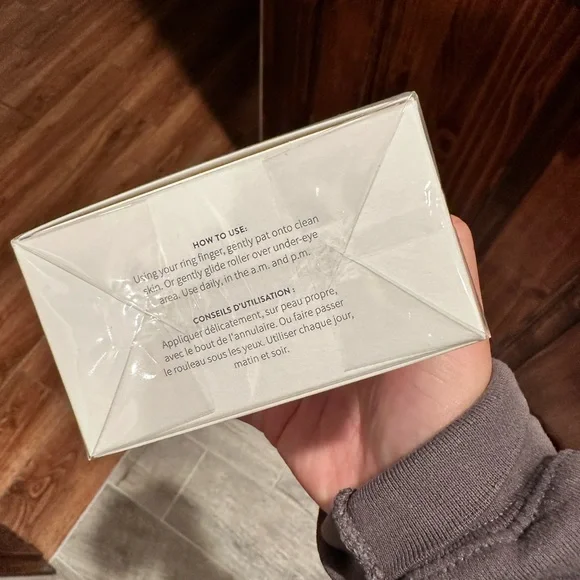 HOW TO USE:
Using your ring finger, gently pat onto clean
skin. Or gently glide roller over under-eye
area. Use daily, in the a.m. and p.m.
CONSEILS D'UTILISATION :
Appliquer délicatement, sur peau propre,
avec le bout de l'annulaire. Ou faire passer
le rouleau sous les yeux. Utiliser chaque jour,
matin et soir.